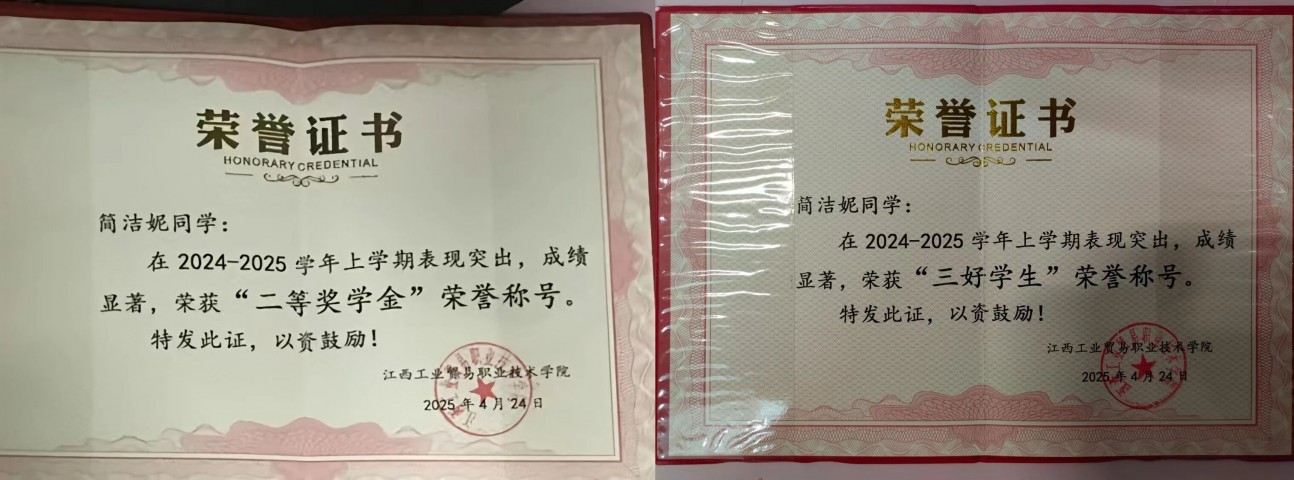 荣誉证书
HONORARY CREDENTIAL
简洁妮同学：
在 2024-2025 学年上学期表现突出，成绩
显著，荣获“二等奖学金”荣誉称号。
特发此证，以资鼓励！
江西工业贸易职业技术学院
2025 年 4 月 24 日
荣誉证书
HONORARY CREDENTIAL
简洁妮同学：
在 2024-2025 学年上学期表现突出，成绩
显著，荣获“三好学生”荣誉称号。
特发此证，以资鼓励！
江西工业贸易职业技术学院
2025 年 4 月 24 日